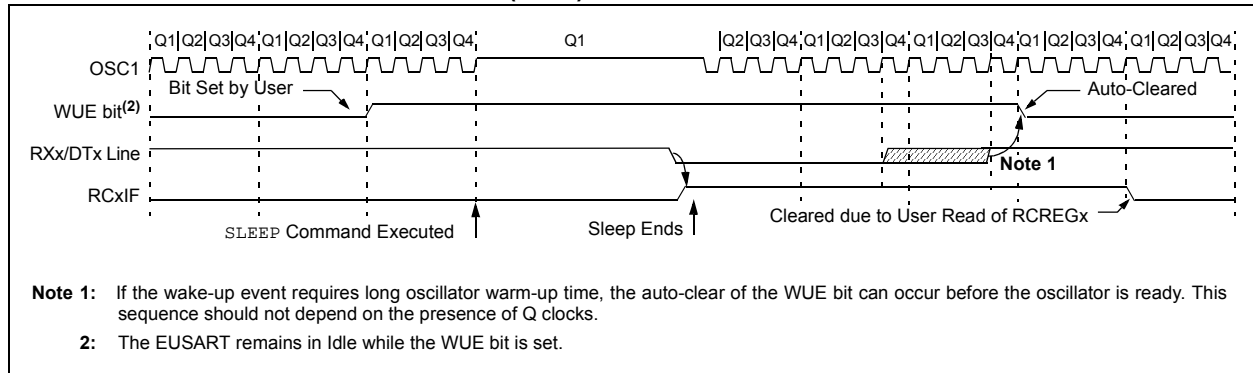 Q1 Q2 Q3 Q4 Q1 Q2 Q3 Q4 Q1 Q2 Q3 Q4 Q1 Q2 Q3 Q4 Q1 Q2 Q3 Q4 Q1 Q2 Q3 Q4 Q1 Q2 Q3 Q4 Q1 Q2 Q3 Q4
OSC1
Bit Set by User
Auto-Cleared
WUE bit(2)
RXx/DTx Line
Note 1
RCxIF
SLEEP Command Executed
Sleep Ends
Cleared due to User Read of RCREGx
Note 1: If the wake-up event requires long oscillator warm-up time, the auto-clear of the WUE bit can occur before the oscillator is ready. This
sequence should not depend on the presence of Q clocks.
2: The EUSART remains in Idle while the WUE bit is set.